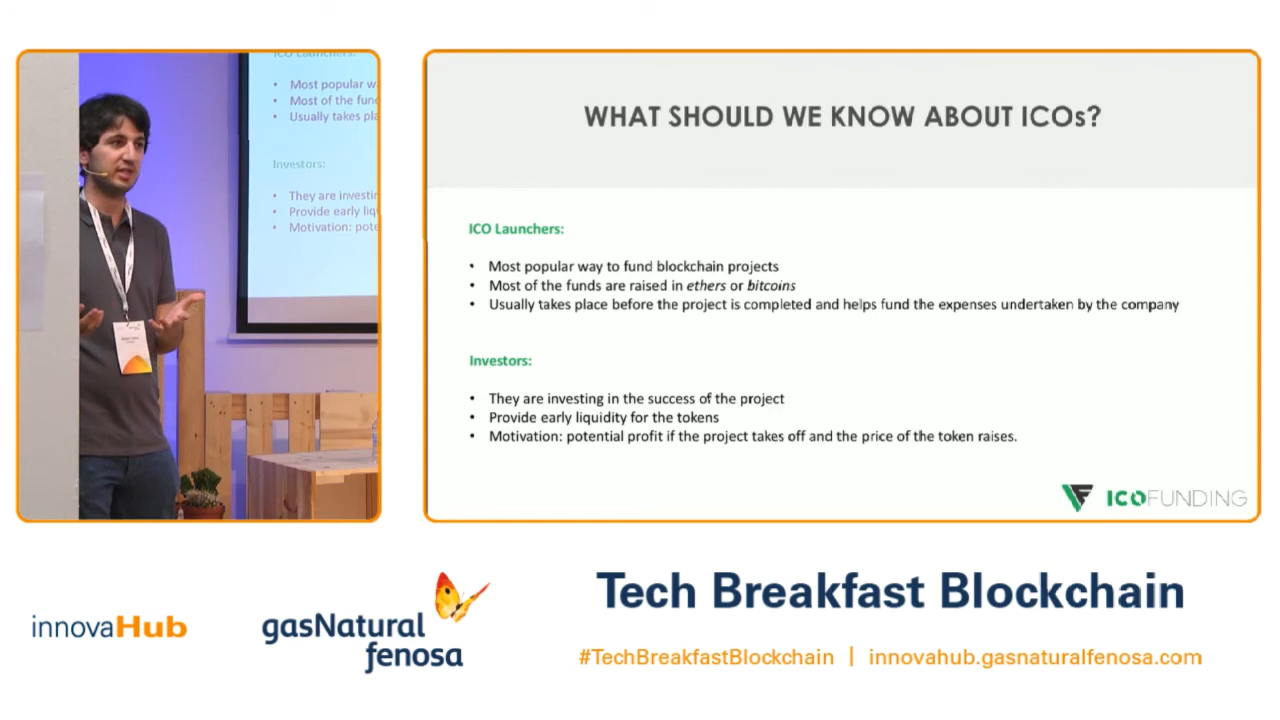 ICO Launchers:
• Most popular w
• Most of the fund
• Usually takes pla
Investors:
• They are investin
• Provide early liq
• Motivation: pote
WHAT SHOULD WE KNOW ABOUT ICOs?
ICO Launchers:
• Most popular way to fund blockchain projects
• Most of the funds are raised in ethers or bitcoins
• Usually takes place before the project is completed and helps fund the expenses undertaken by the company
Investors:
• They are investing in the success of the project
• Provide early liquidity for the tokens
• Motivation: potential profit if the project takes off and the price of the token raises.
ICOFUNDING
innovaHub
gasNatural
fenosa
Tech Breakfast Blockchain
#TechBreakfastBlockchain | innovahub.gasnaturalfenosa.com